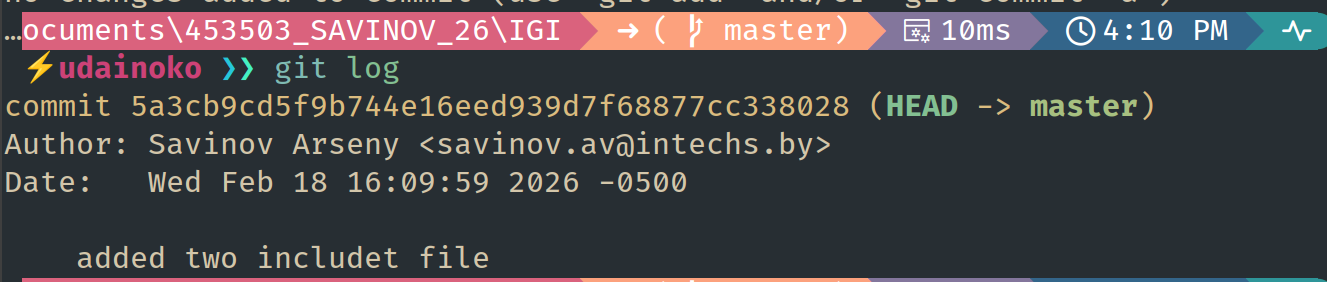 …ocuments\453503_SAVINOV_26\IGI ➜ ( master) 10ms 4:10 PM
⚡udainoko ❯❯ git log
commit 5a3cb9cd5f9b744e16eed939d7f68877cc338028 (HEAD -> master)
Author: Savinov Arseny <savinov.av@intechs.by>
Date:   Wed Feb 18 16:09:59 2026 -0500
    added two includet file